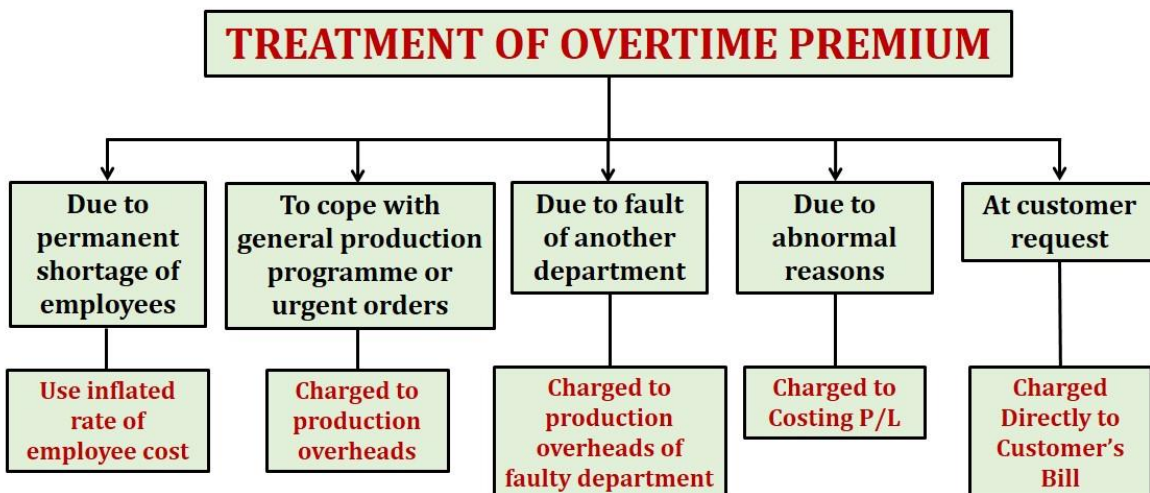 TREATMENT OF OVERTIME PREMIUM
Due to
permanent
shortage of
employees
To cope with
general production
programme or
urgent orders
Due to fault
of another
department
Due to
abnormal
reasons
At customer
request
Use inflated
rate of
employee cost
Charged to
production
overheads
Charged to
production
overheads of
faulty department
Charged to
Costing P/L
Charged
Directly to
Customer’s
Bill